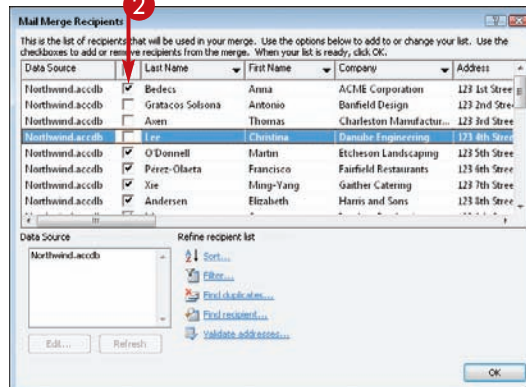 2
Mail Merge Recipients
This is the list of recipients that will be used in your merge. Use the options below to add to or change your list. Use the
checkboxes to add or remove recipients from the merge. When your list is ready, click OK.
Data Source Last Name First Name Company Address
Northwind.accdb Bedecs Anna ACME Corporation 123 1st Stree
Northwind.accdb Gratacos Solsona Antonio Banfield Design 123 2nd Stree
Northwind.accdb Axen Thomas Charleston Manufactur... 123 3rd Stree
Northwind.accdb Lee Christina Danube Engineering 123 4th Stree
Northwind.accdb O'Donnell Martin Etcheson Landscaping 123 5th Stree
Northwind.accdb Pérez-Olaeta Francisco Fairfield Restaurants 123 6th Stree
Northwind.accdb Xie Ming-Yang Gaither Catering 123 7th Stree
Northwind.accdb Andersen Elizabeth Harris and Sons 123 8th Stree
Data Source Refine recipient list
Northwind.accdb
Sort...
Filter...
Find duplicates...
Find recipient...
Validate addresses...
Edit... Refresh
OK